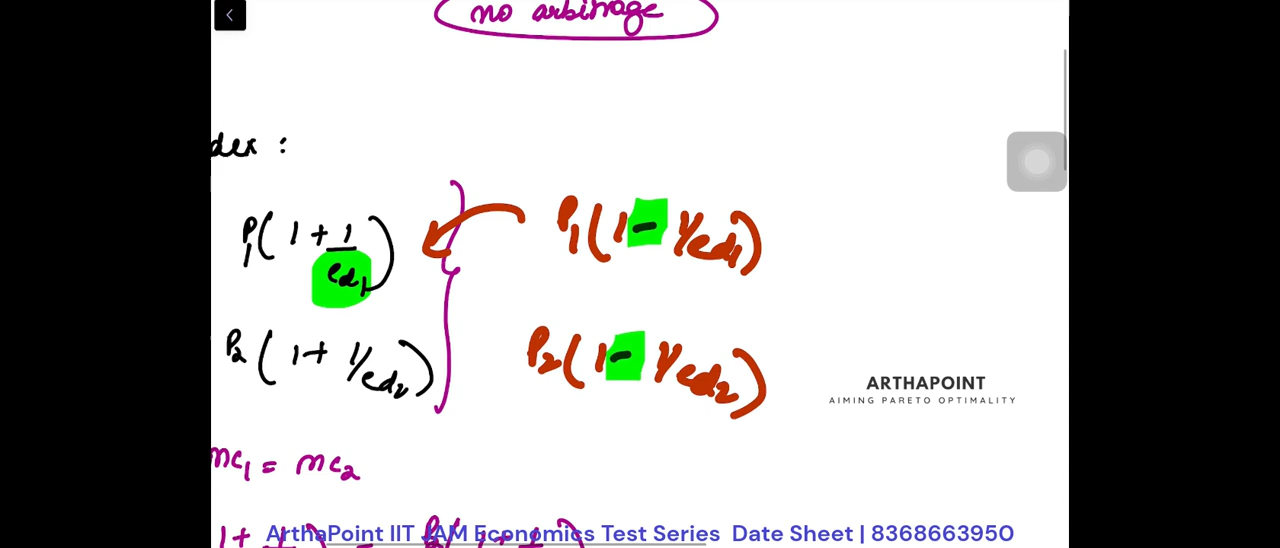 no arbitrage
dex :
P1 ( 1 + 1/ed1 )
P1 ( 1 - 1/ed1 )
P2 ( 1 + 1/ed2 )
P2 ( 1 - 1/ed2 )
ARTHAPOINT
AIMING PARETO OPTIMALITY
MC1 = MC2
ArthaPoint IIT JAM Economics Test Series Date Sheet | 8368663950